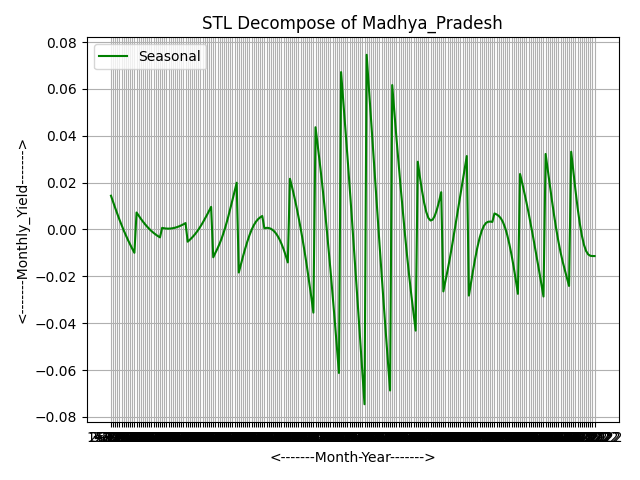 STL Decompose of Madhya_Pradesh
Seasonal
0.08
0.06
0.04
0.02
0.00
−0.02
−0.04
−0.06
−0.08
<-------Monthly_Yield------->
<-------Month-Year------->